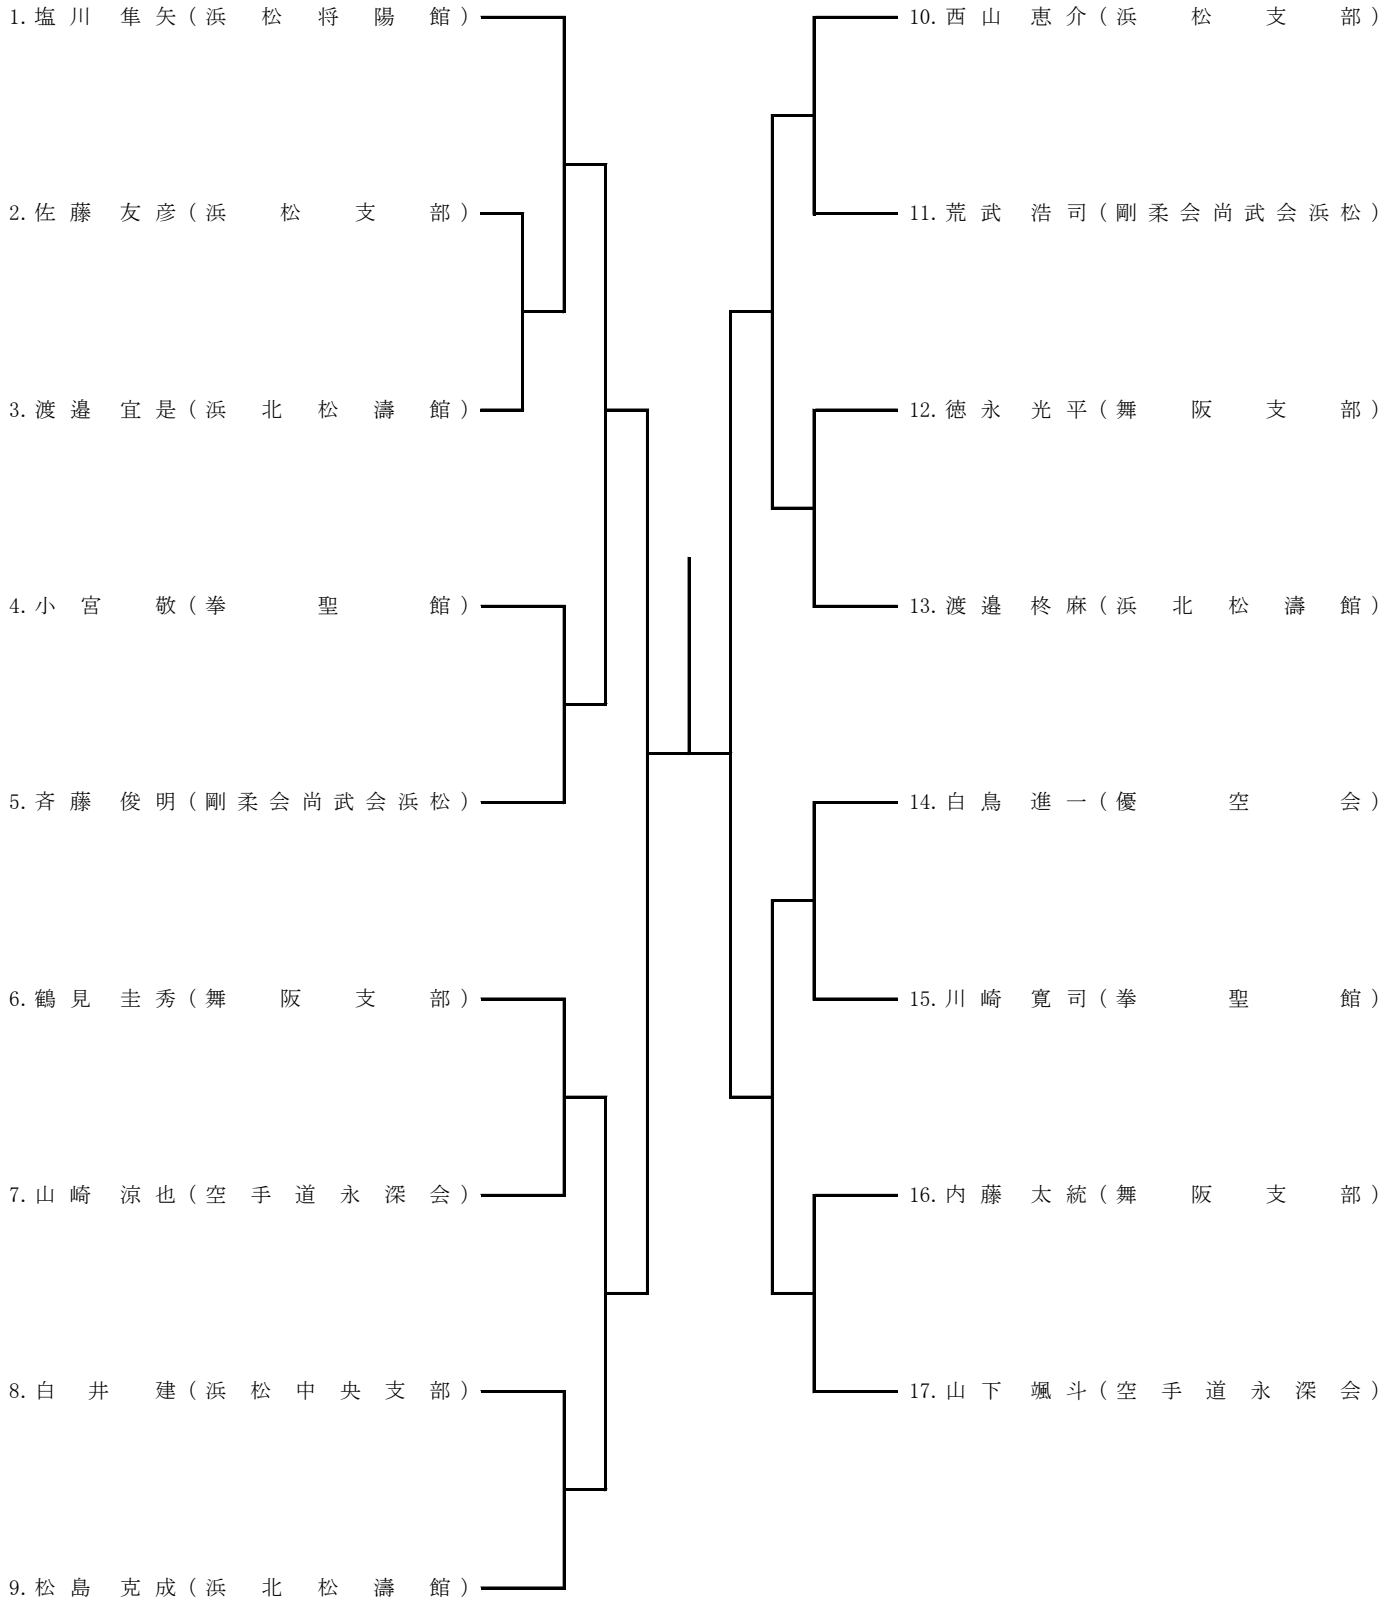 1. 塩川 隼矢(浜松将陽館)
2. 佐藤 友彦(浜松支部)
3. 渡邉 宜是(浜北松濤館)
4. 小宮 敬(拳聖館)
5. 斉藤 俊明(剛柔会尚武会浜松)
6. 鶴見 圭秀(舞阪支部)
7. 山崎 涼也(空手道永深会)
8. 白井 建(浜松中央支部)
9. 松島 克成(浜北松濤館)
10. 西山 恵介(浜松支部)
11. 荒武 浩司(剛柔会尚武会浜松)
12. 徳永 光平(舞阪支部)
13. 渡邉 柊麻(浜北松濤館)
14. 白鳥 進一(優空会)
15. 川崎 寛司(拳聖館)
16. 内藤 太統(舞阪支部)
17. 山下 颯斗(空手道永深会)